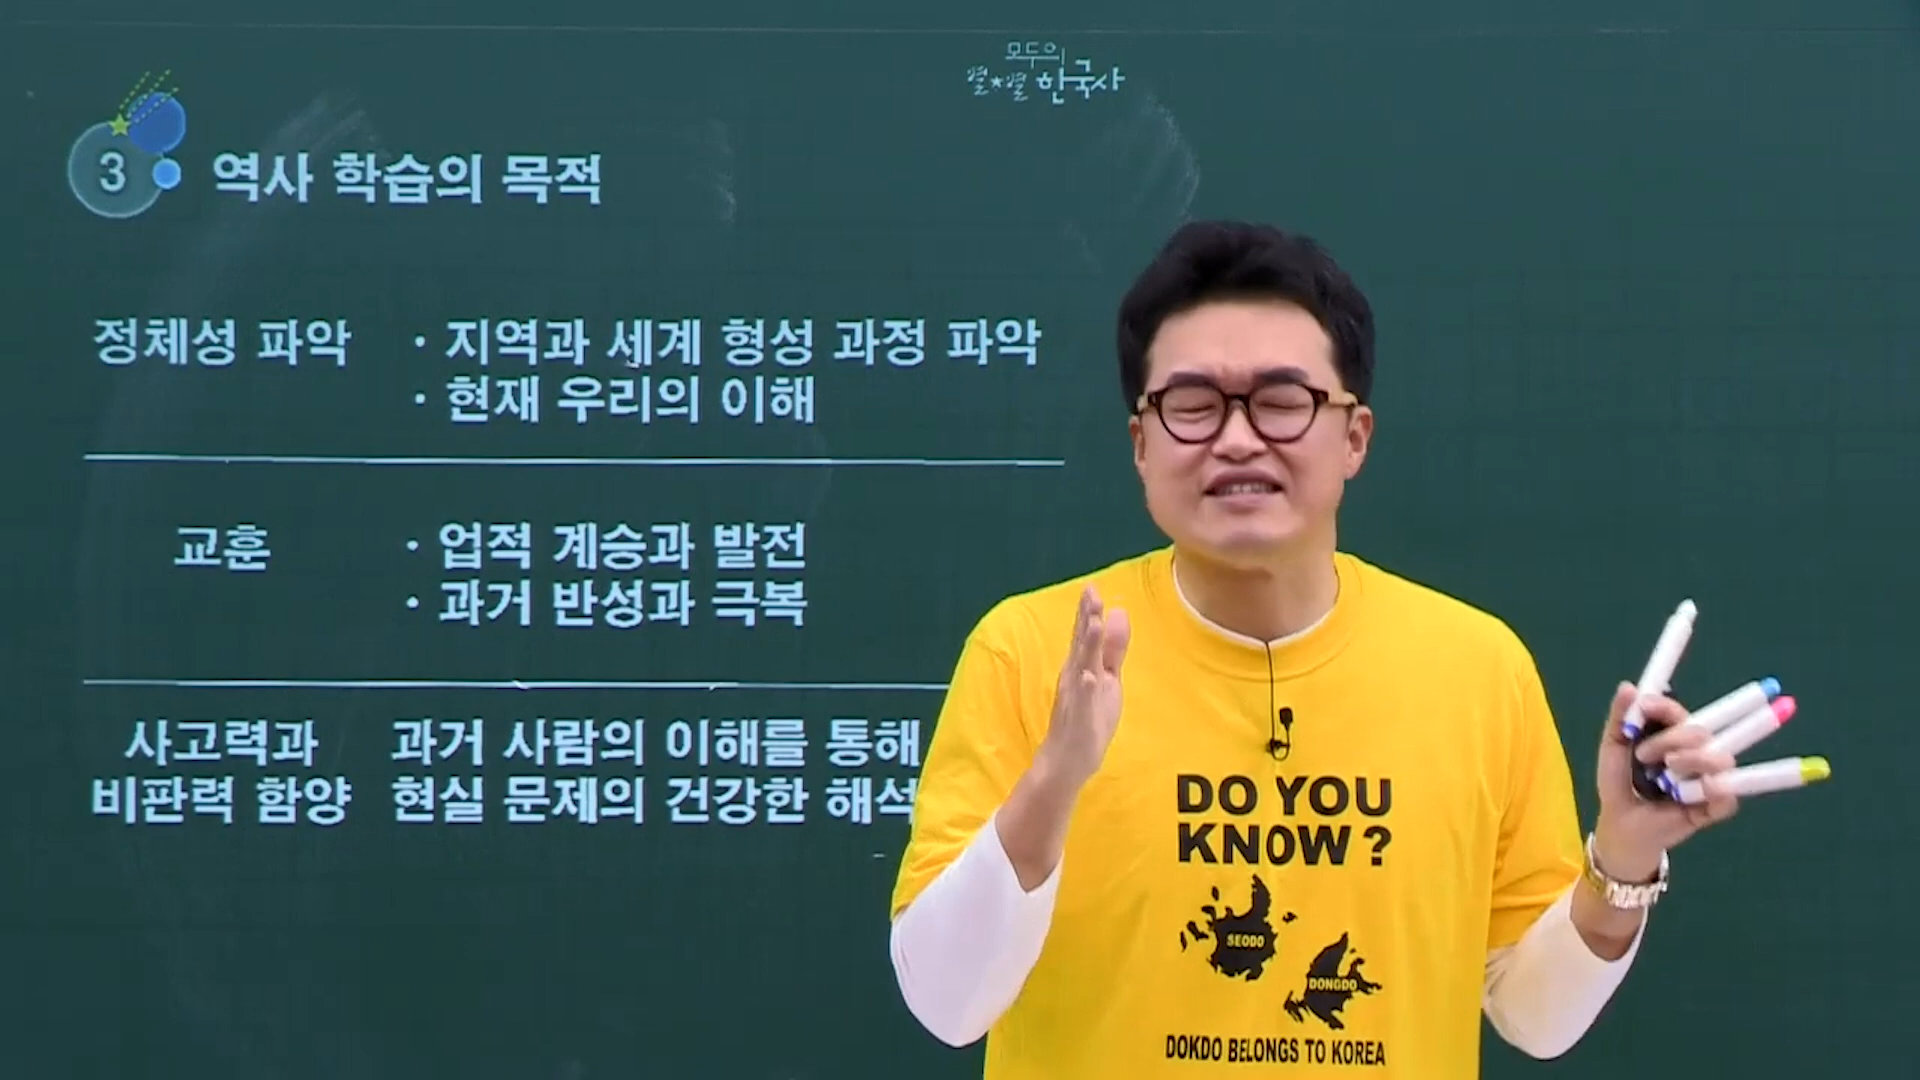 모두의
별★별 한국사
3 역사 학습의 목적
정체성 파악
· 지역과 세계 형성 과정 파악
· 현재 우리의 이해
교훈
· 업적 계승과 발전
· 과거 반성과 극복
사고력과
비판력 함양
과거 사람의 이해를 통해
현실 문제의 건강한 해석
DO YOU
KNOW?
SEODO
DONGDO
DOKDO BELONGS TO KOREA